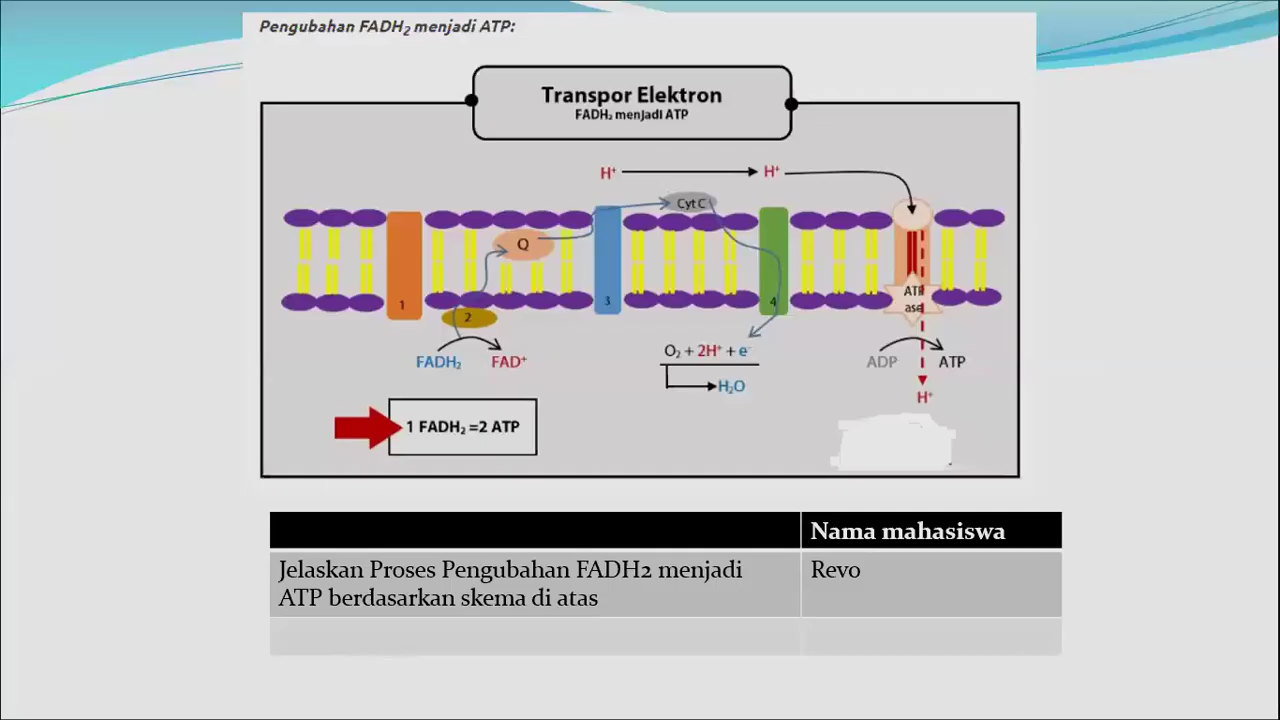 Pengubahan FADH₂ menjadi ATP:
Transpor Elektron
FADH₂ menjadi ATP
H⁺
H⁺
Cyt C
Q
1
2
3
4
ATP
ase
FADH₂
FAD⁺
O₂ + 2H⁺ + e⁻
H₂O
ADP
ATP
H⁺
1 FADH₂ =2 ATP
Nama mahasiswa
Jelaskan Proses Pengubahan FADH2 menjadi
ATP berdasarkan skema di atas
Revo